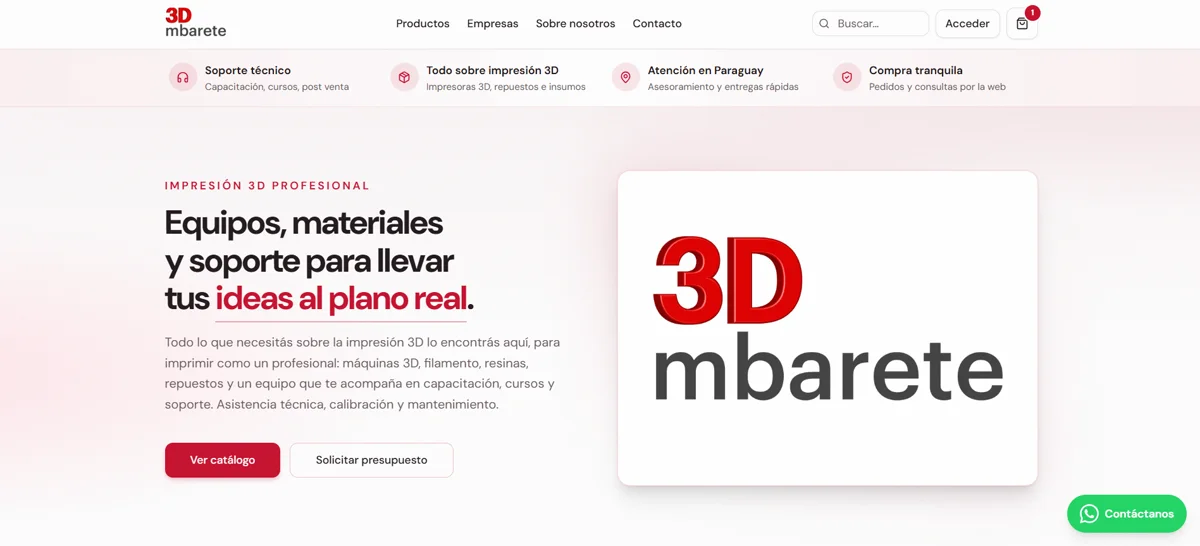 3D
mbarete
Productos
Empresas
Sobre nosotros
Contacto
Buscar...
Acceder
1
Soporte técnico
Capacitación, cursos, post venta
Todo sobre impresión 3D
Impresoras 3D, repuestos e insumos
Atención en Paraguay
Asesoramiento y entregas rápidas
Compra tranquila
Pedidos y consultas por la web
IMPRESIÓN 3D PROFESIONAL
Equipos, materiales
y soporte para llevar
tus ideas al plano real.
Todo lo que necesitás sobre la impresión 3D lo encontrás aquí, para
imprimir como un profesional: máquinas 3D, filamento, resinas,
repuestos y un equipo que te acompaña en capacitación, cursos y
soporte. Asistencia técnica, calibración y mantenimiento.
Ver catálogo
Solicitar presupuesto
3D
mbarete
Contáctanos